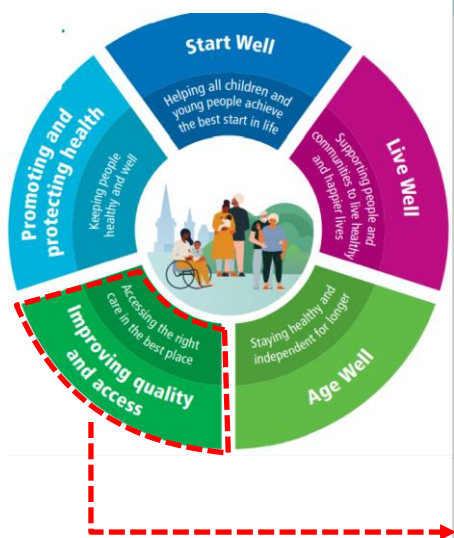 Start Well
Helping all children and
young people achieve
the best start in life
Live Well
Supporting people and
communities to live healthy
and happier lives
Age Well
Staying healthy and
independent for longer
Improving quality
and access
Accessing the right
care in the best place
Promoting and
protecting health
Keeping people
healthy and well